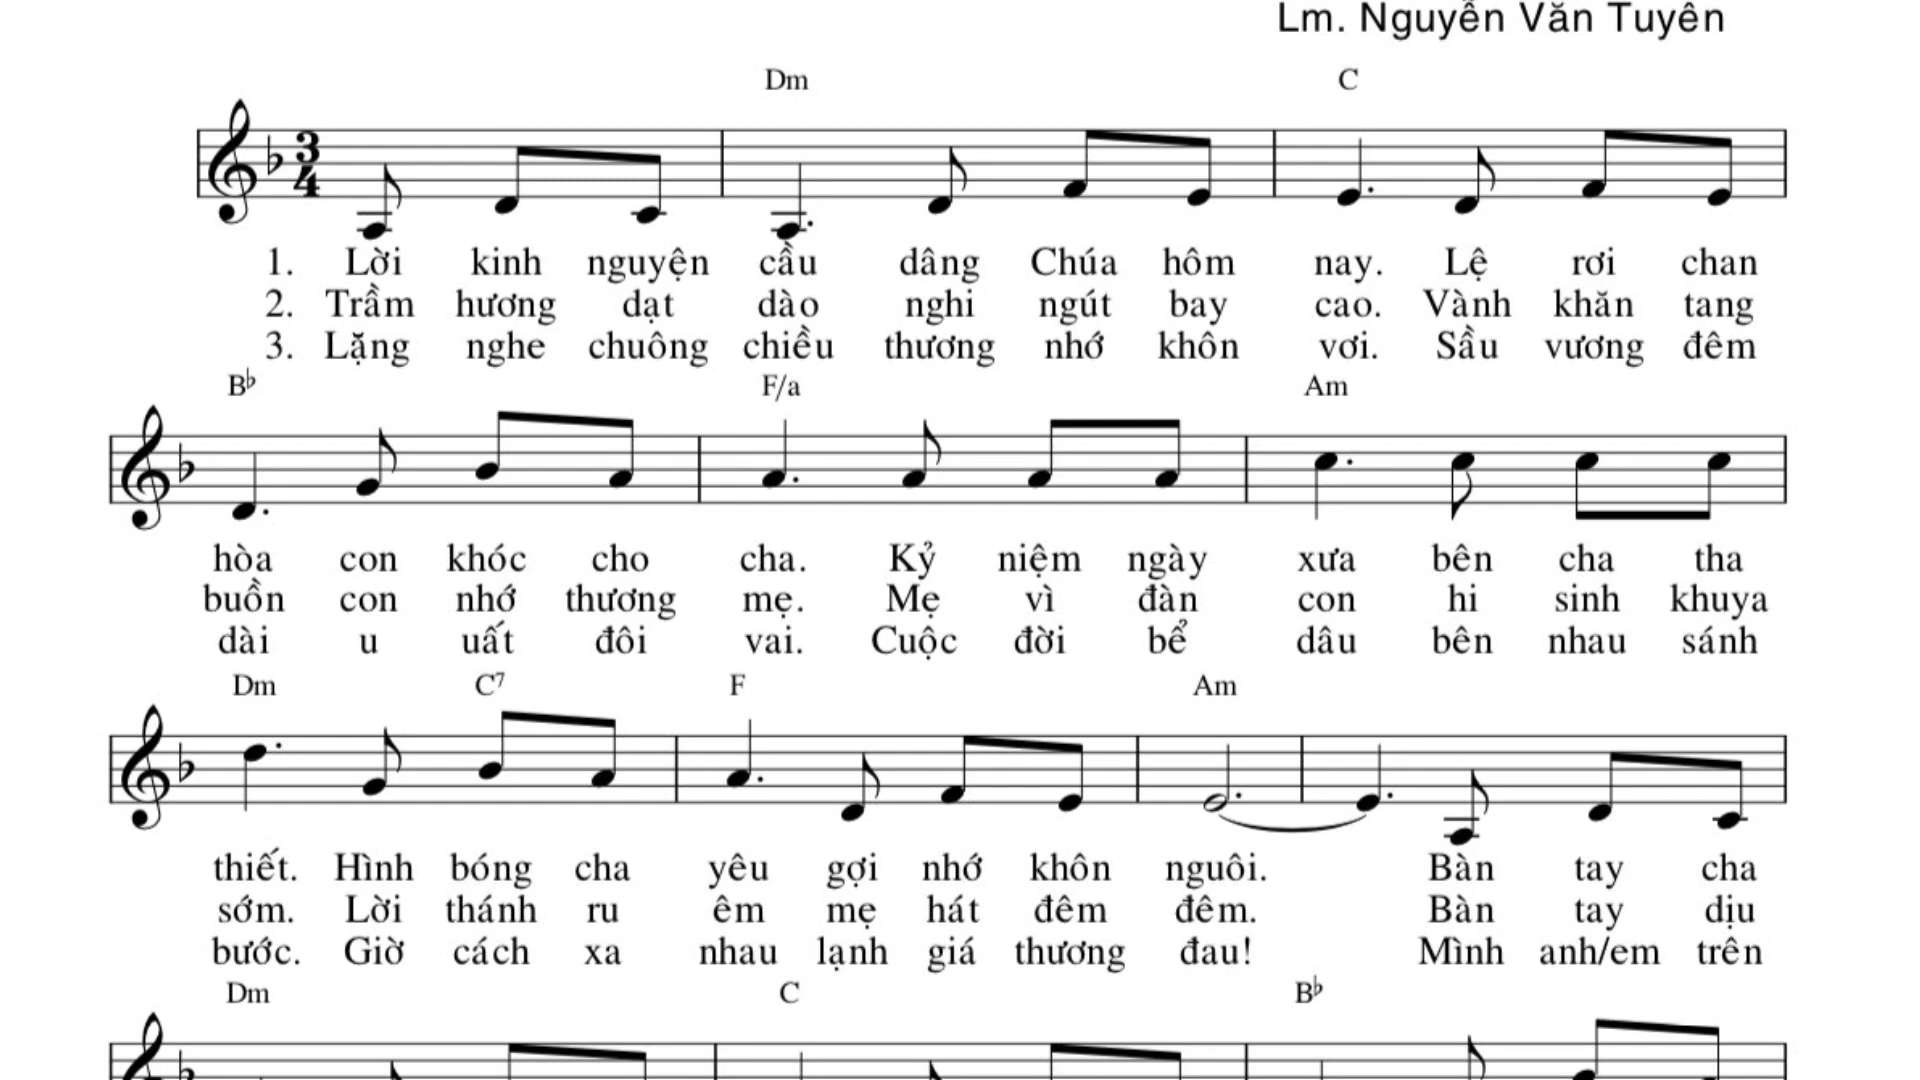 Lm. Nguyễn Văn Tuyên
Dm C
3
4
1. Lời kinh nguyện cầu dâng Chúa hôm nay. Lệ rơi chan
2. Trầm hương dạt dào nghi ngút bay cao. Vành khăn tang
3. Lặng nghe chuông chiều thương nhớ khôn vơi. Sầu vương đêm
B♭ F/a Am
hòa con khóc cho cha. Kỷ niệm ngày xưa bên cha tha
buồn con nhớ thương mẹ. Mẹ vì đàn con hi sinh khuya
dài u uất đôi vai. Cuộc đời bể dâu bên nhau sánh
Dm C7 F Am
thiết. Hình bóng cha yêu gợi nhớ khôn nguôi. Bàn tay cha
sớm. Lời thánh ru êm mẹ hát đêm đêm. Bàn tay dịu
bước. Giờ cách xa nhau lạnh giá thương đau! Mình anh/em trên
Dm C B♭